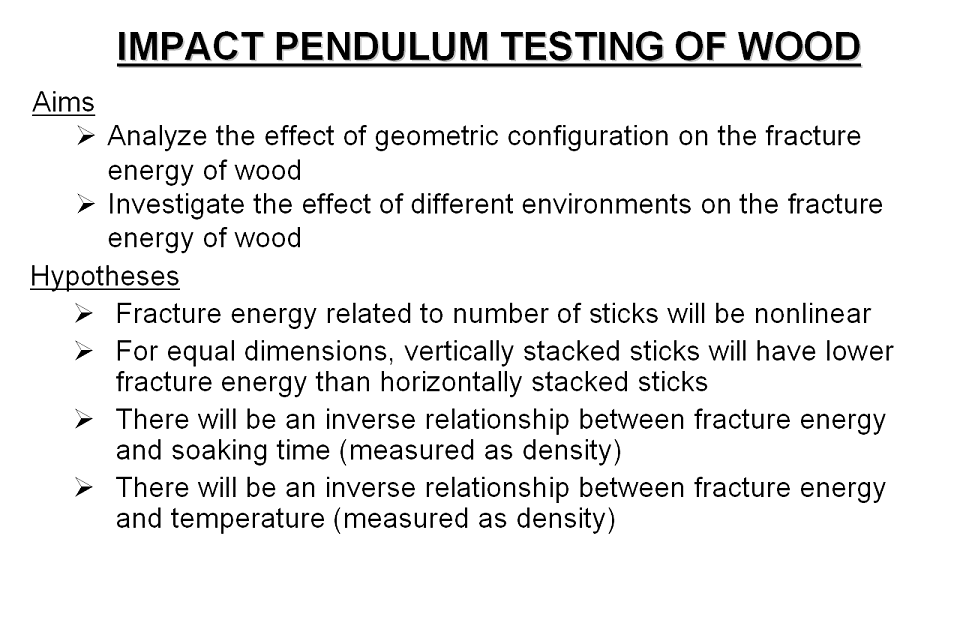 IMPACT PENDULUM TESTING OF WOOD
Aims
➢ Analyze the effect of geometric configuration on the fracture
energy of wood
➢ Investigate the effect of different environments on the fracture
energy of wood
Hypotheses
➢ Fracture energy related to number of sticks will be nonlinear
➢ For equal dimensions, vertically stacked sticks will have lower
fracture energy than horizontally stacked sticks
➢ There will be an inverse relationship between fracture energy
and soaking time (measured as density)
➢ There will be an inverse relationship between fracture energy
and temperature (measured as density)